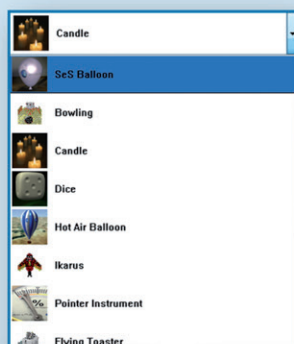 Candle
SeS Balloon
Bowling
Candle
Dice
Hot Air Balloon
Ikarus
%
Pointer Instrument
Flying Toaster